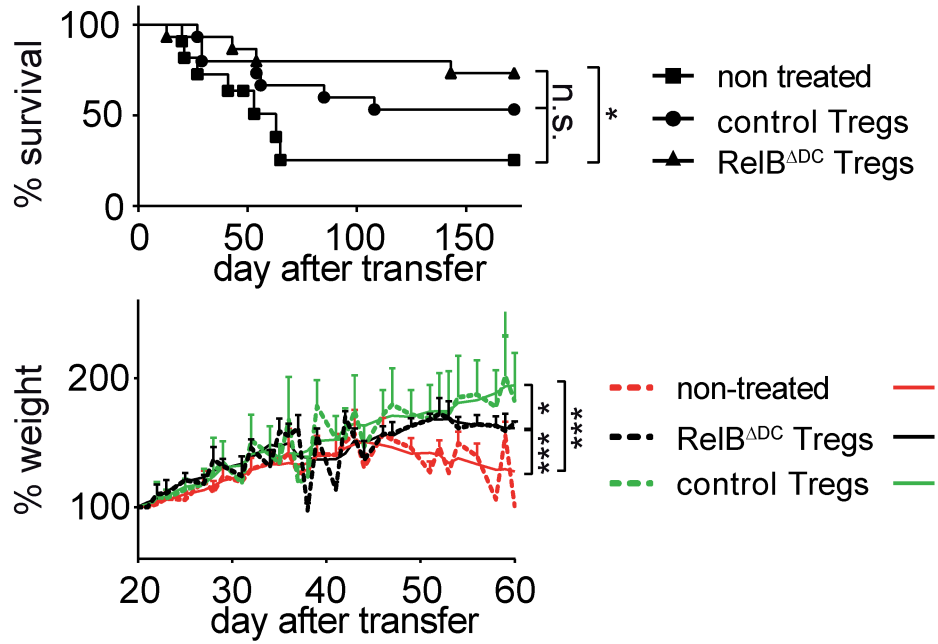 100
50
0
% survival
0 50 100 150
day after transfer
n.s.
*
non treated
control Tregs
RelB^ΔDC Tregs
200
100
% weight
20 30 40 50 60
day after transfer
*
***
***
non-treated
RelB^ΔDC Tregs
control Tregs